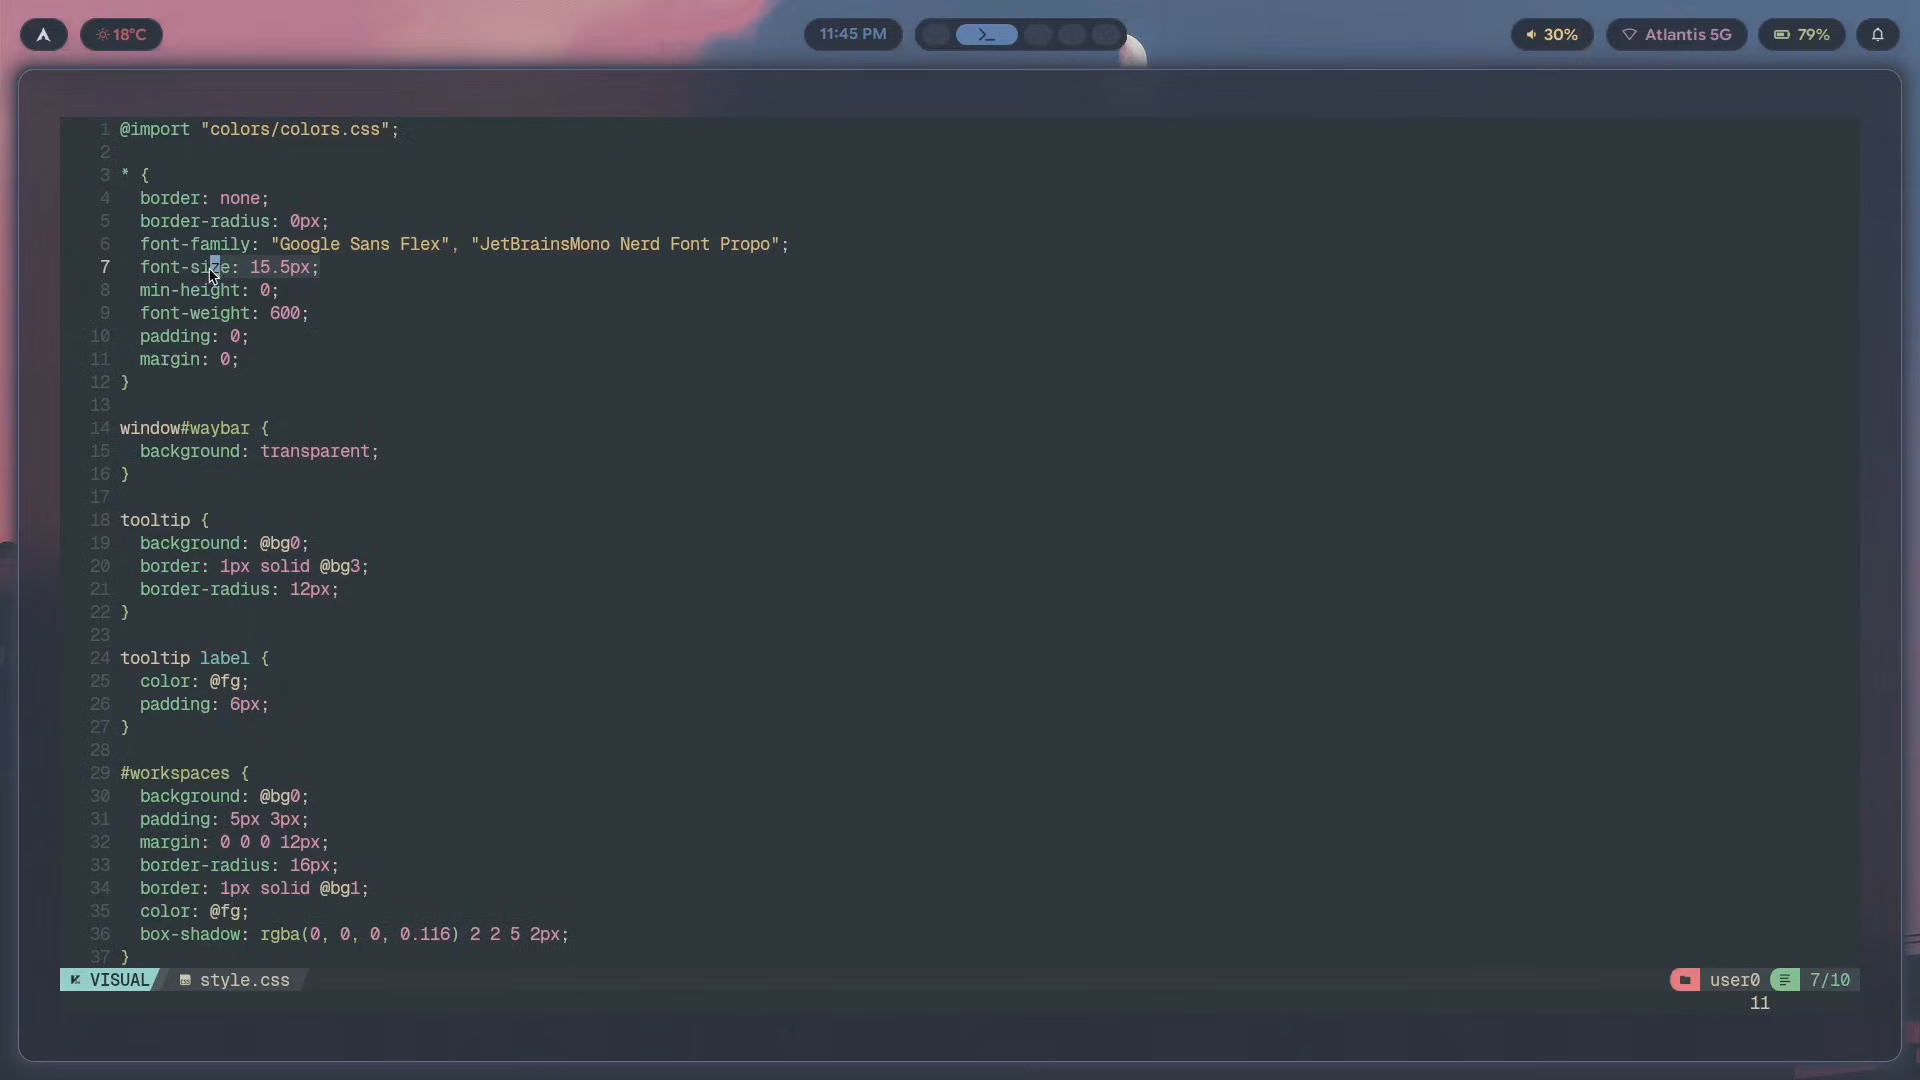 18°C
11:45 PM
>_
30%
Atlantis 5G
79%
1 @import "colors/colors.css";
2
3 * {
4 border: none;
5 border-radius: 0px;
6 font-family: "Google Sans Flex", "JetBrainsMono Nerd Font Propo";
7 font-size: 15.5px;
8 min-height: 0;
9 font-weight: 600;
10 padding: 0;
11 margin: 0;
12 }
13
14 window#waybar {
15 background: transparent;
16 }
17
18 tooltip {
19 background: @bg0;
20 border: 1px solid @bg3;
21 border-radius: 12px;
22 }
23
24 tooltip label {
25 color: @fg;
26 padding: 6px;
27 }
28
29 #workspaces {
30 background: @bg0;
31 padding: 5px 3px;
32 margin: 0 0 0 12px;
33 border-radius: 16px;
34 border: 1px solid @bg1;
35 color: @fg;
36 box-shadow: rgba(0, 0, 0, 0.116) 2 2 5 2px;
37 }
VISUAL style.css user0 7/10
11